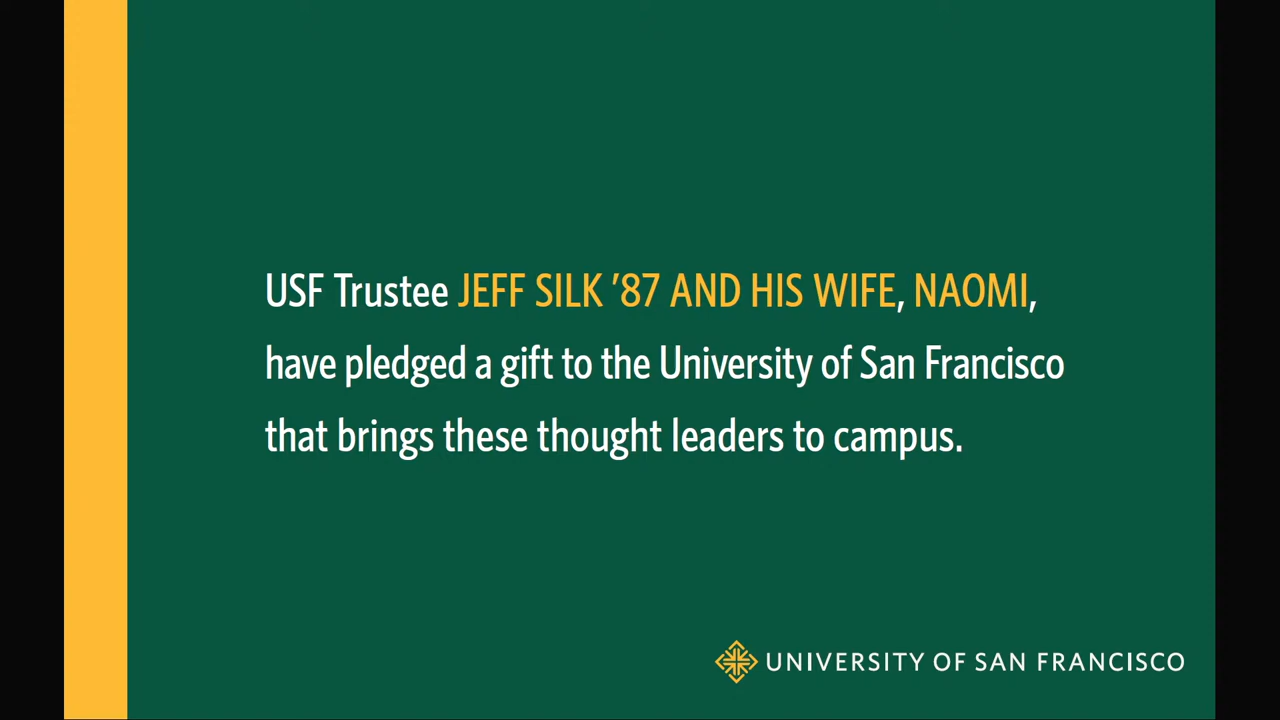 USF Trustee JEFF SILK ’87 AND HIS WIFE, NAOMI,
have pledged a gift to the University of San Francisco
that brings these thought leaders to campus.
UNIVERSITY OF SAN FRANCISCO